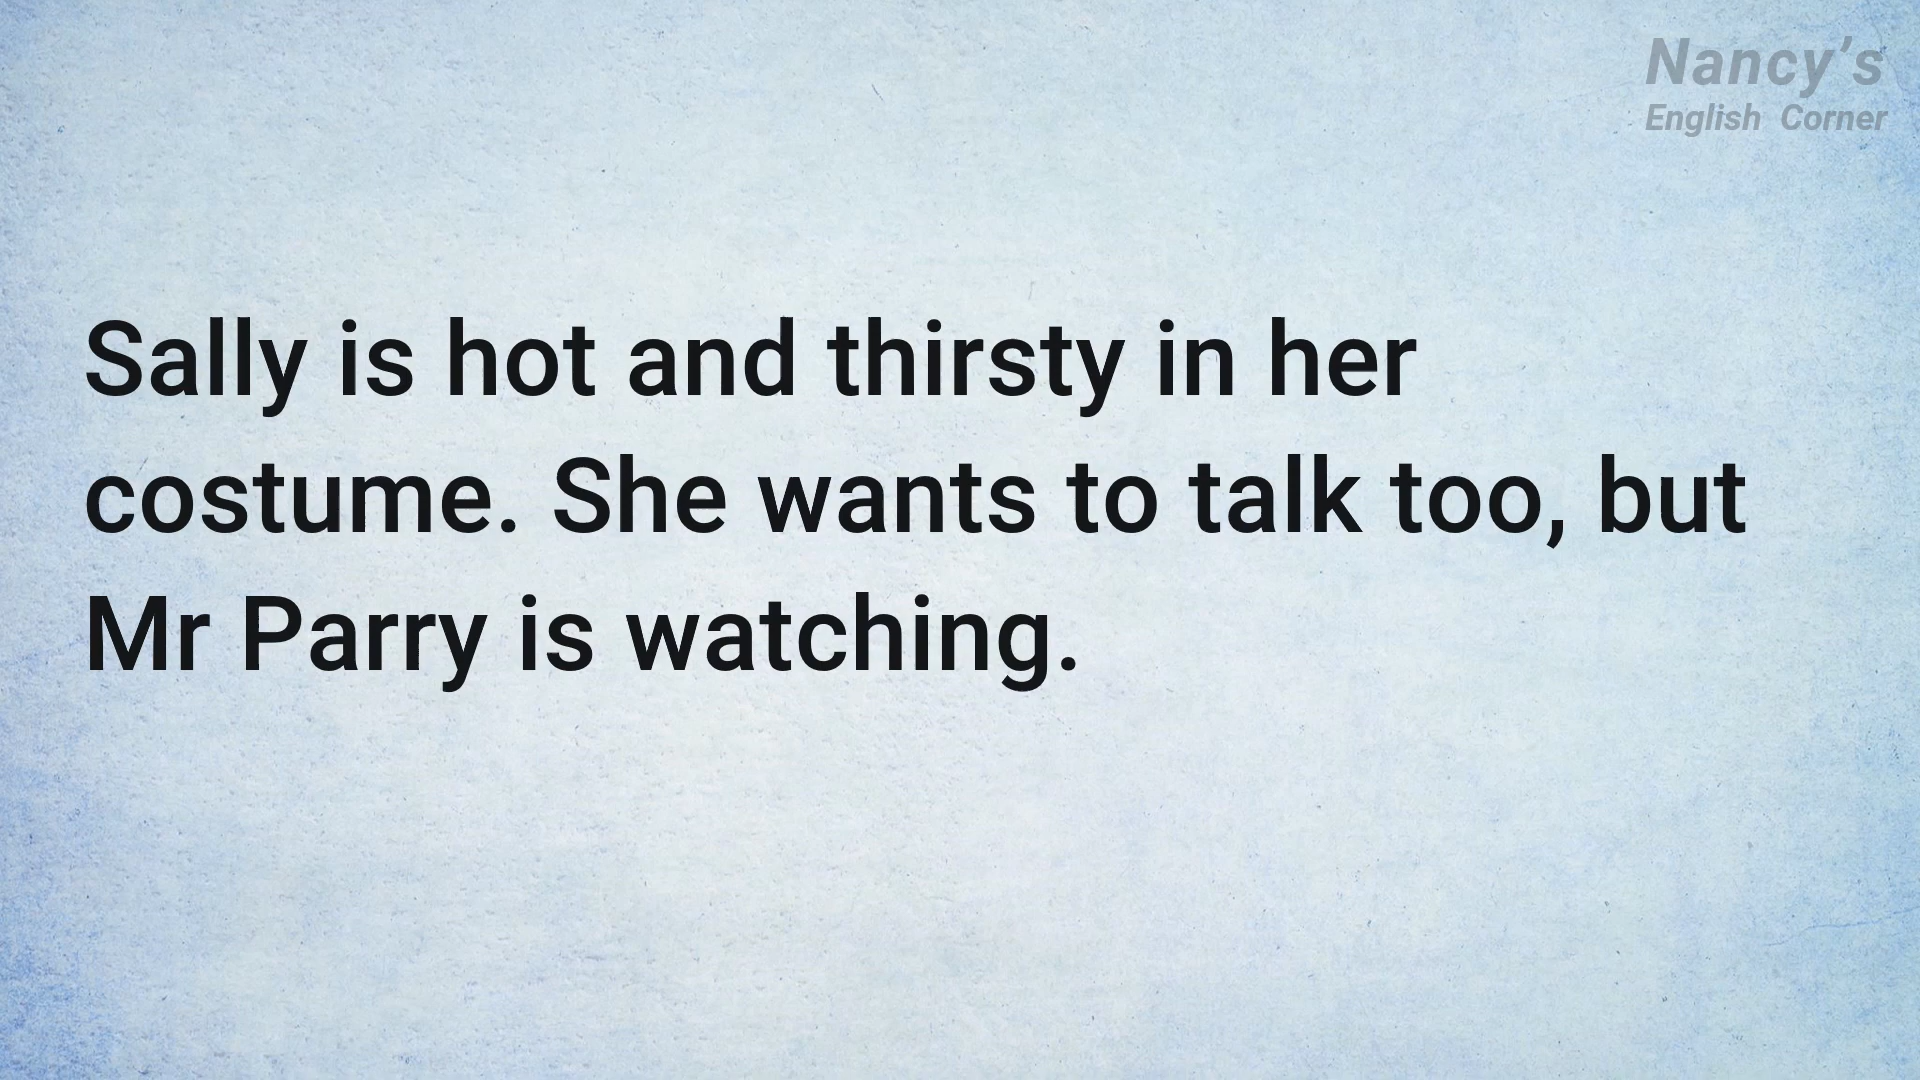 Nancy’s
English Corner
Sally is hot and thirsty in her
costume. She wants to talk too, but
Mr Parry is watching.